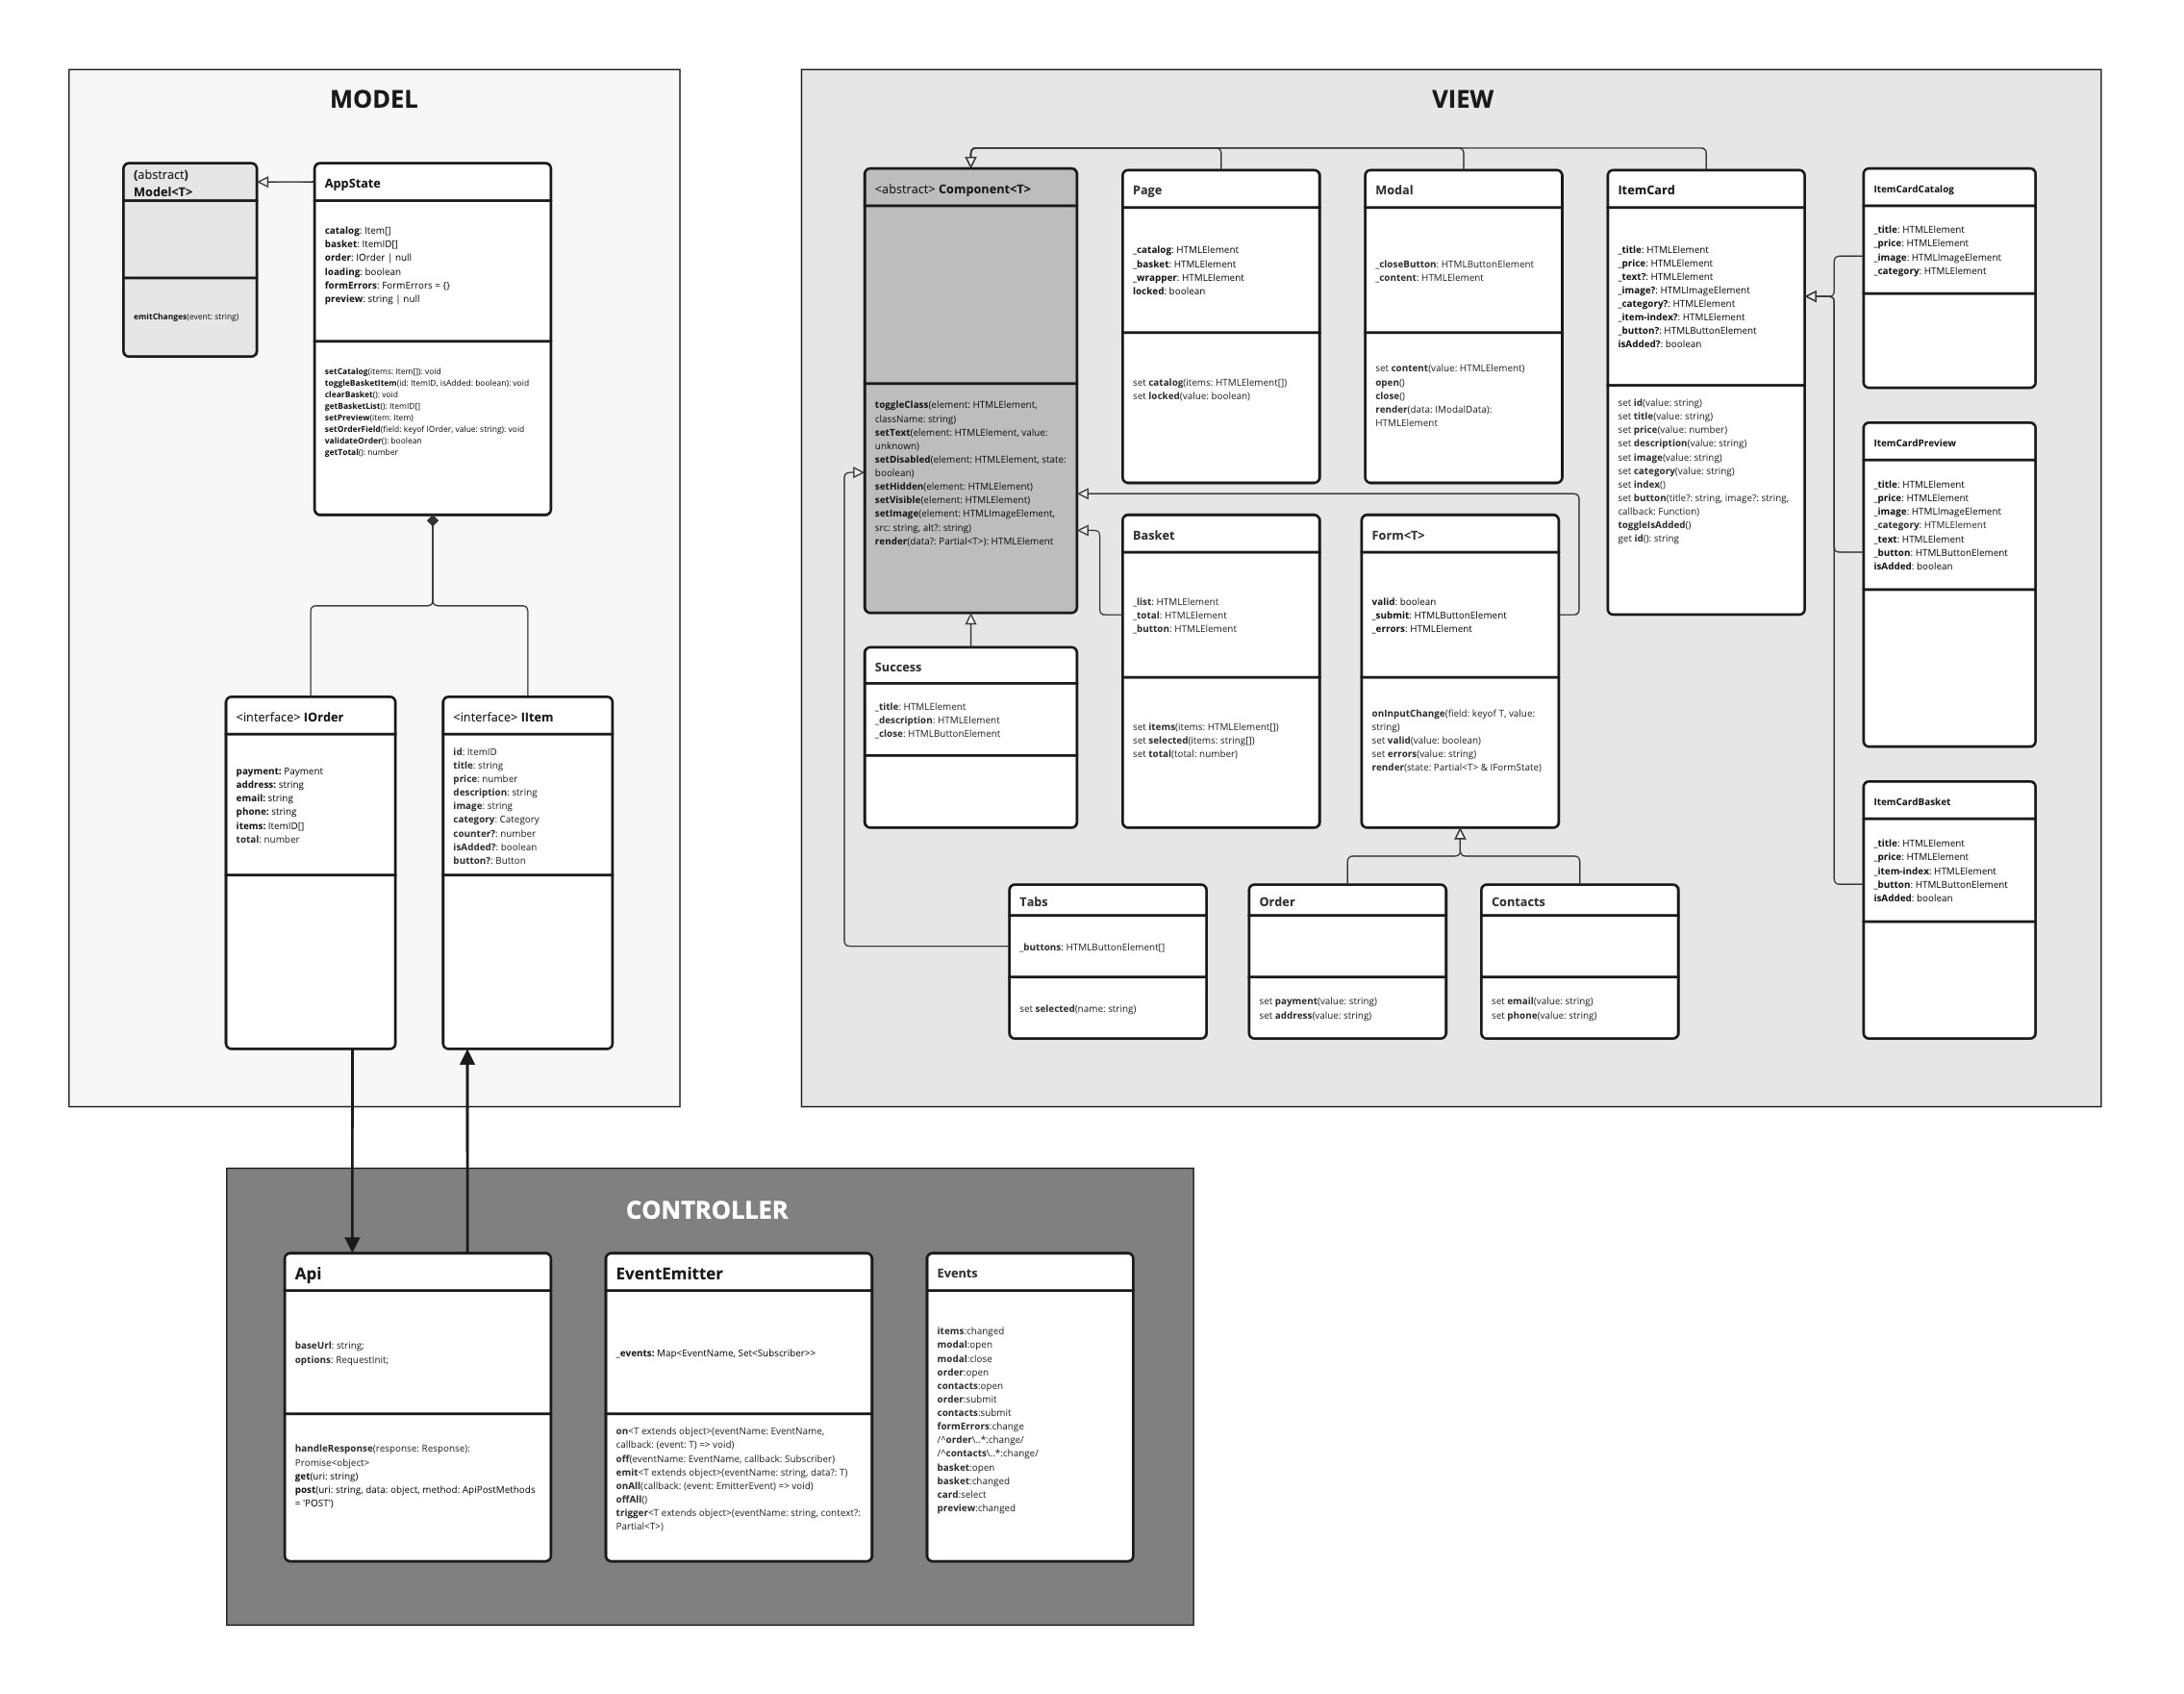 MODEL
(abstract)
Model<T>
emitChanges(event: string)
AppState
catalog: Item[]
basket: ItemID[]
order: IOrder | null
loading: boolean
formErrors: FormErrors = {}
preview: string | null
setCatalog(items: Item[]): void
toggleBasketItem(id: ItemID, isAdded: boolean): void
clearBasket(): void
getBasketList(): ItemID[]
setPreview(item: Item)
setOrderField(field: keyof IOrder, value: string): void
validateOrder(): boolean
getTotal(): number
<interface> IOrder
payment: Payment
address: string
email: string
phone: string
items: ItemID[]
total: number
<interface> IItem
id: ItemID
title: string
price: number
description: string
image: string
category: Category
counter?: number
isAdded?: boolean
button?: Button
VIEW
<abstract> Component<T>
toggleClass(element: HTMLElement,
className: string)
setText(element: HTMLElement, value:
unknown)
setDisabled(element: HTMLElement, state:
boolean)
setHidden(element: HTMLElement)
setVisible(element: HTMLElement)
setImage(element: HTMLImageElement,
src: string, alt?: string)
render(data?: Partial<T>): HTMLElement
Page
_catalog: HTMLElement
_basket: HTMLElement
_wrapper: HTMLElement
locked: boolean
set catalog(items: HTMLElement[])
set locked(value: boolean)
Modal
_closeButton: HTMLButtonElement
_content: HTMLElement
set content(value: HTMLElement)
open()
close()
render(data: IModalData):
HTMLElement
ItemCard
_title: HTMLElement
_price: HTMLElement
_text?: HTMLElement
_image?: HTMLImageElement
_category?: HTMLElement
_item-index?: HTMLElement
_button?: HTMLButtonElement
isAdded?: boolean
set id(value: string)
set title(value: string)
set price(value: number)
set description(value: string)
set image(value: string)
set category(value: string)
set index()
set button(title?: string, image?: string,
callback: Function)
toggleIsAdded()
get id(): string
ItemCardCatalog
_title: HTMLElement
_price: HTMLElement
_image: HTMLImageElement
_category: HTMLElement
ItemCardPreview
_title: HTMLElement
_price: HTMLElement
_image: HTMLImageElement
_category: HTMLElement
_text: HTMLElement
_button: HTMLButtonElement
isAdded: boolean
ItemCardBasket
_title: HTMLElement
_price: HTMLElement
_item-index: HTMLElement
_button: HTMLButtonElement
isAdded: boolean
Success
_title: HTMLElement
_description: HTMLElement
_close: HTMLButtonElement
Basket
_list: HTMLElement
_total: HTMLElement
_button: HTMLElement
set items(items: HTMLElement[])
set selected(items: string[])
set total(total: number)
Form<T>
valid: boolean
_submit: HTMLButtonElement
_errors: HTMLElement
onInputChange(field: keyof T, value:
string)
set valid(value: boolean)
set errors(value: string)
render(state: Partial<T> & IFormState)
Tabs
_buttons: HTMLButtonElement[]
set selected(name: string)
Order
set payment(value: string)
set address(value: string)
Contacts
set email(value: string)
set phone(value: string)
CONTROLLER
Api
baseUrl: string;
options: RequestInit;
handleResponse(response: Response):
Promise<object>
get(uri: string)
post(uri: string, data: object, method: ApiPostMethods
= 'POST')
EventEmitter
_events: Map<EventName, Set<Subscriber>>
on<T extends object>(eventName: EventName,
callback: (event: T) => void)
off(eventName: EventName, callback: Subscriber)
emit<T extends object>(eventName: string, data?: T)
onAll(callback: (event: EmitterEvent) => void)
offAll()
trigger<T extends object>(eventName: string, context?:
Partial<T>)
Events
items:changed
modal:open
modal:close
order:open
contacts:open
order:submit
contacts:submit
formErrors:change
/^order\..*:change/
/^contacts\..*:change/
basket:open
basket:changed
card:select
preview:changed